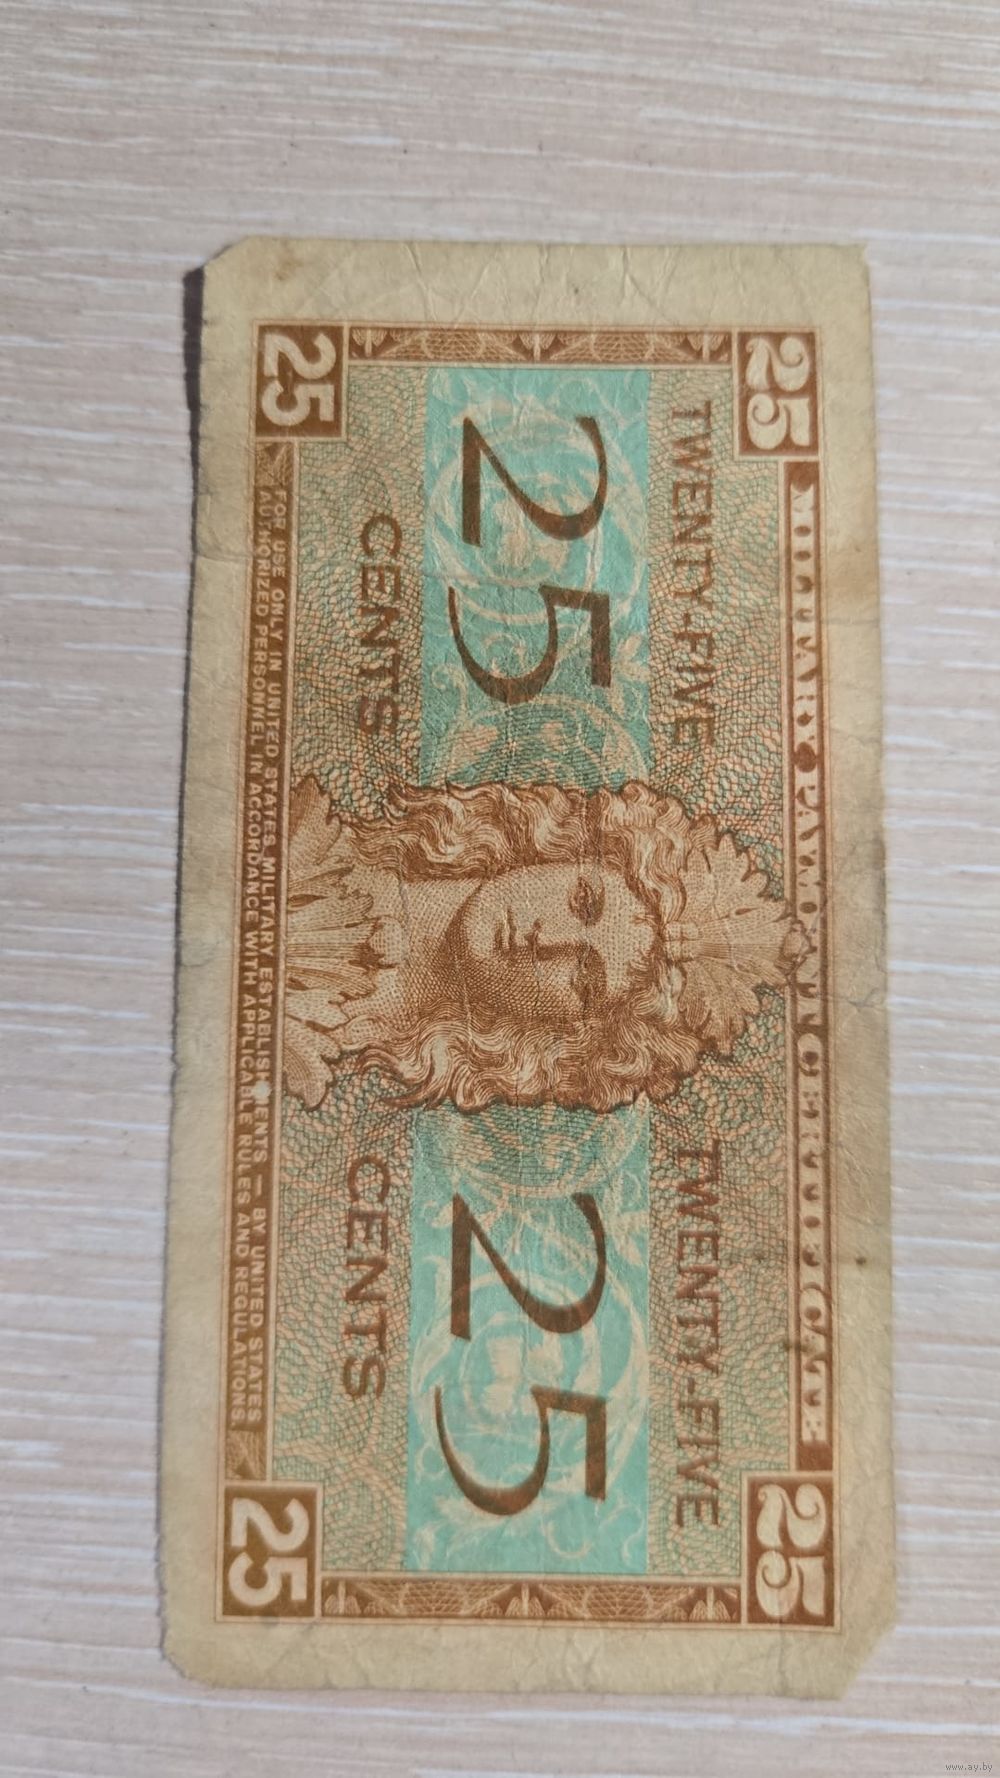 25
MILITARY PAYMENT CERTIFICATE
25
TWENTY-FIVE
TWENTY-FIVE
25
25
CENTS
CENTS
25
FOR USE ONLY IN UNITED STATES MILITARY ESTABLISHMENTS — BY UNITED STATES
AUTHORIZED PERSONNEL IN ACCORDANCE WITH APPLICABLE RULES AND REGULATIONS
25
www.ay.by